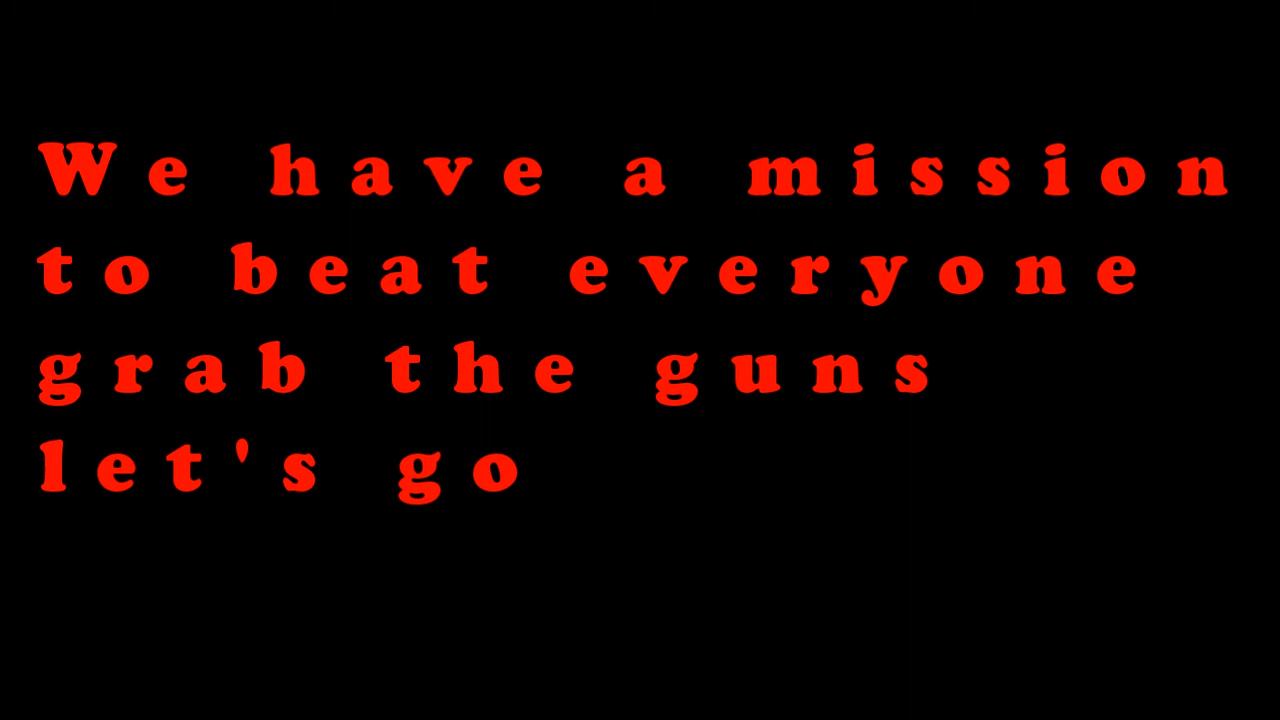 We have a mission
to beat everyone
grab the guns
let's go